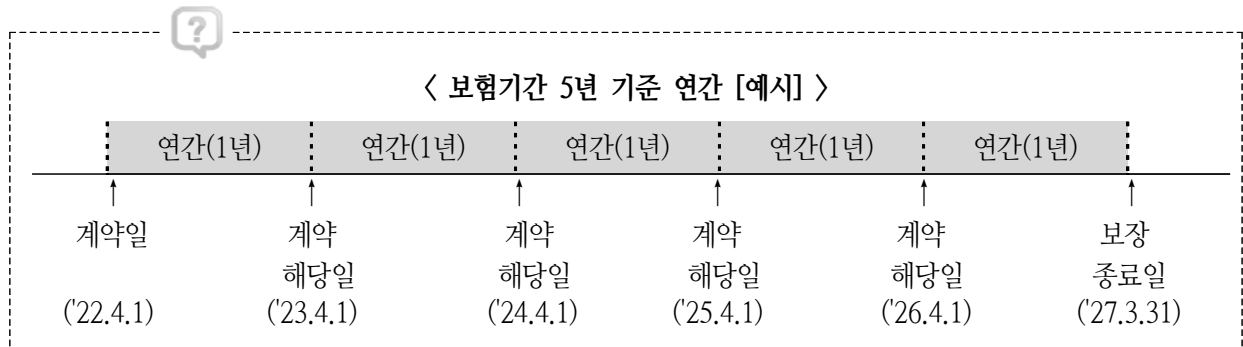 ?
〈 보험기간 5년 기준 연간 [예시] 〉
연간(1년) 연간(1년) 연간(1년) 연간(1년) 연간(1년)
계약일 계약 계약 계약 계약 보장
해당일 해당일 해당일 해당일 종료일
('22.4.1) ('23.4.1) ('24.4.1) ('25.4.1) ('26.4.1) ('27.3.31)